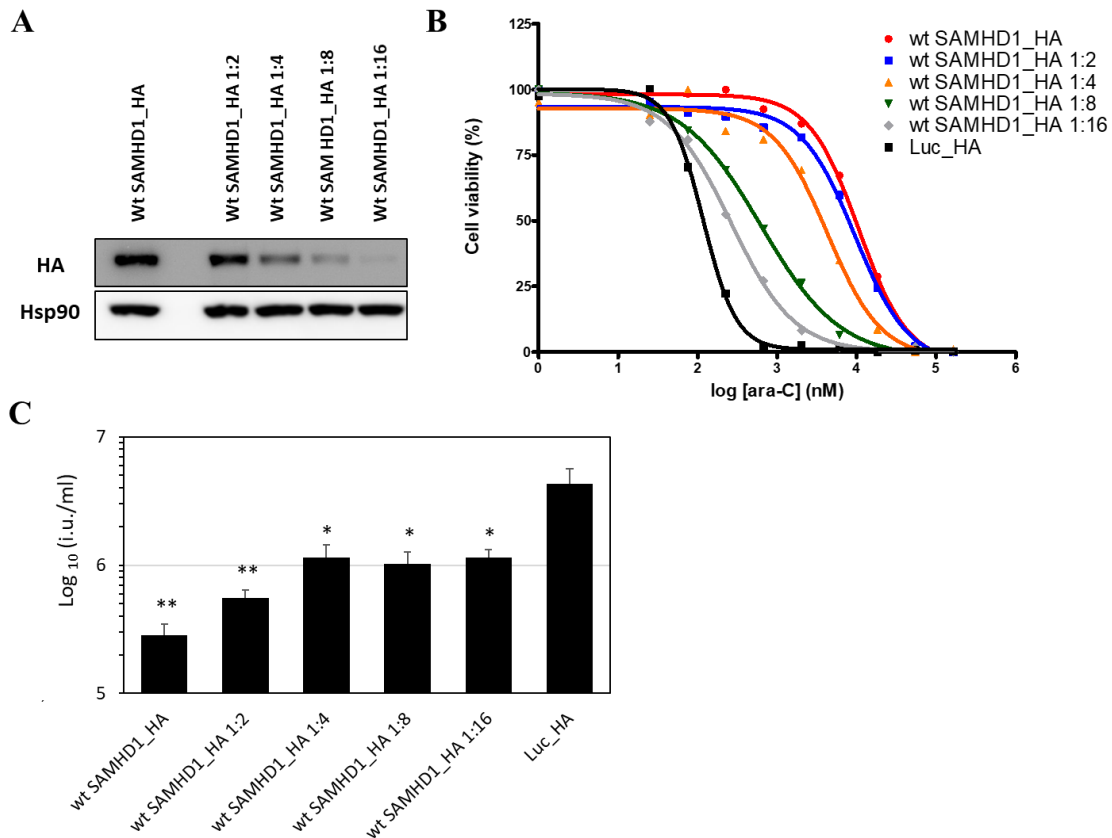 A
Wt SAMHD1_HA
Wt SAMHD1_HA 1:2
Wt SAMHD1_HA 1:4
Wt SAM HD1_HA 1:8
Wt SAMHD1_HA 1:16
HA
Hsp90
B
125
100
75
50
25
0
0
1
2
3
4
5
6
Cell viability (%)
log [ara-C] (nM)
wt SAMHD1_HA
wt SAMHD1_HA 1:2
wt SAMHD1_HA 1:4
wt SAMHD1_HA 1:8
wt SAMHD1_HA 1:16
Luc_HA
C
7
6
5
Log 10 (i.u./ml)
**
**
*
*
*
wt SAMHD1_HA
wt SAMHD1_HA 1:2
wt SAMHD1_HA 1:4
wt SAMHD1_HA 1:8
wt SAMHD1_HA 1:16
Luc_HA